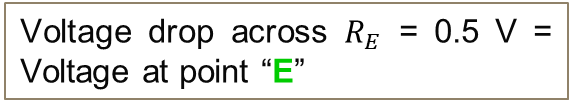 Voltage drop across R_E = 0.5 V =
Voltage at point “E”